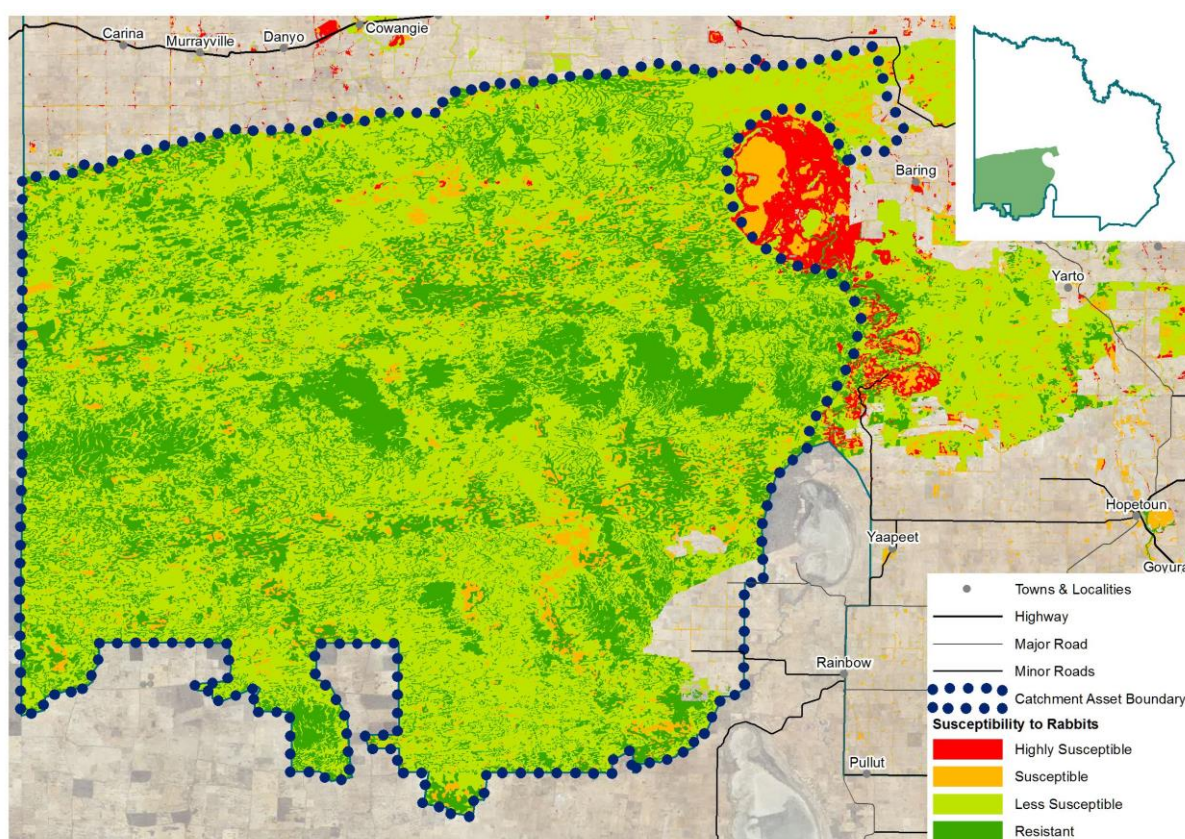 Carina
Murrayville
Danyo
Cowangie
Baring
Yarto
Hopetoun
Yaapeet
Goyura
Rainbow
Pullut
Towns & Localities
Highway
Major Road
Minor Roads
Catchment Asset Boundary
Susceptibility to Rabbits
Highly Susceptible
Susceptible
Less Susceptible
Resistant